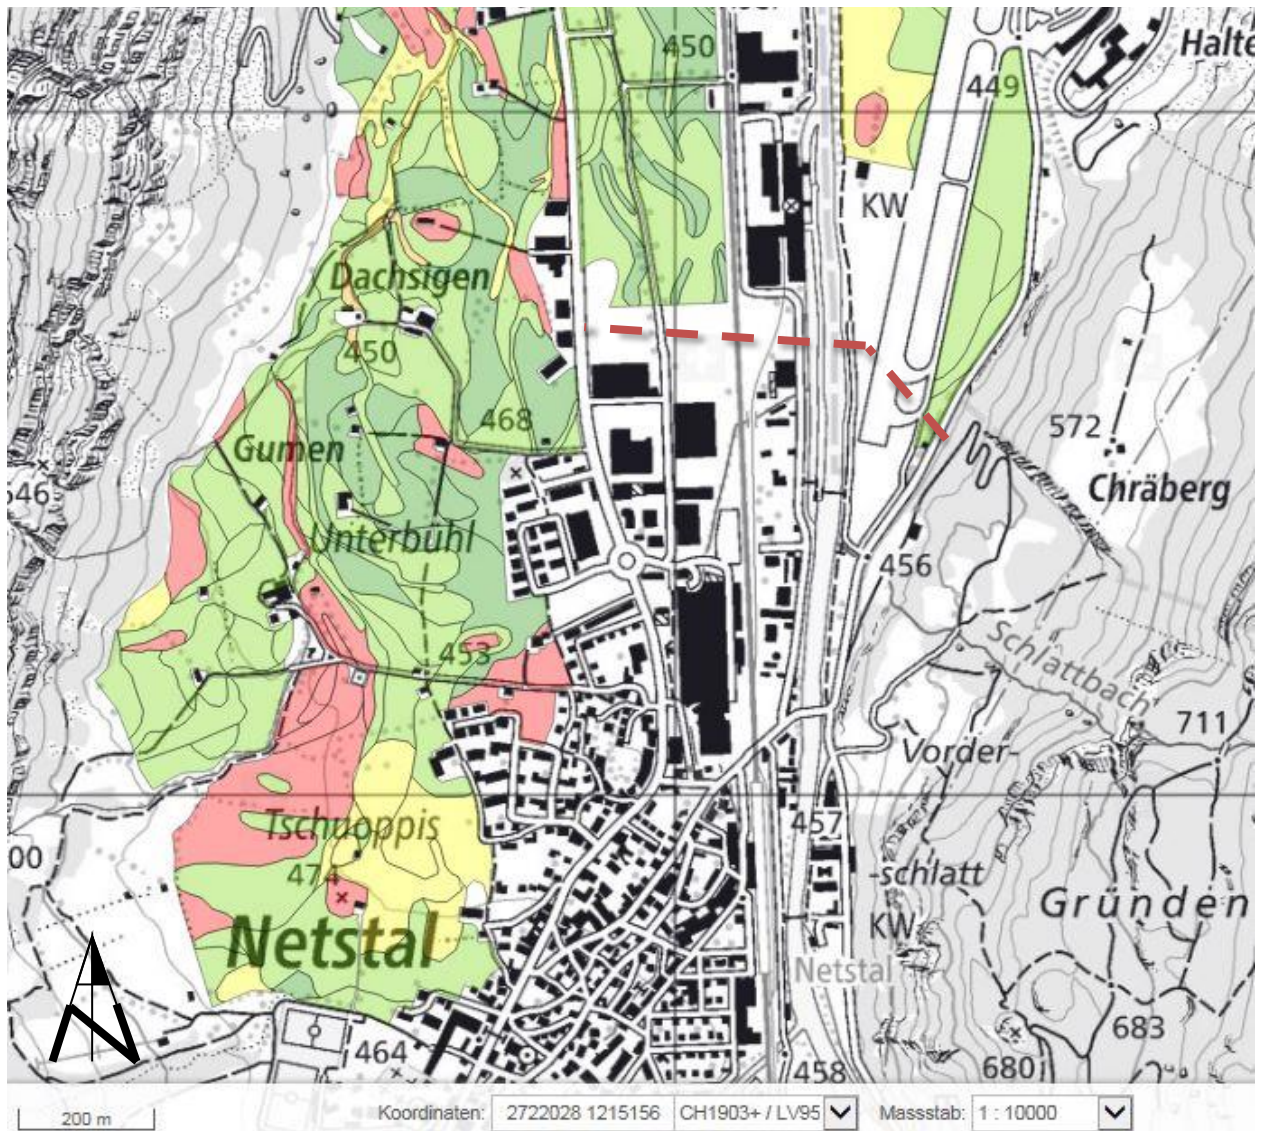 450
Halte
449
KW
Dachsigen
450
468
Gumen
572
546
Chräberg
Unterbühl
456
Schlattbach
453
711
Vorder-
Tschuoppis
457
00
474
-schlatt
Gründen
Netstal
KW
Netstal
683
464
680
458
200 m
Koordinaten: 2722028 1215156 CH1903+ / LV95 Massstab: 1 : 10000